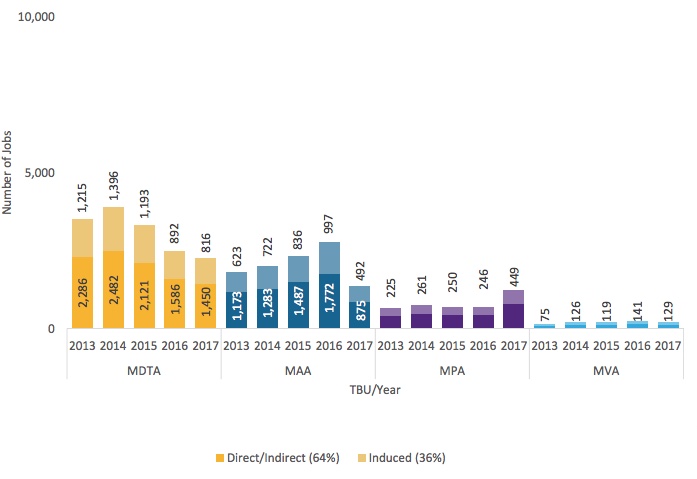 10,000
5,000
0
Number of Jobs
1,215 1,396 1,193 892 816 623 722 836 997 492 225 261 250 246 449 75 126 119 141 129
2,286 2,482 2,121 1,586 1,450 1,173 1,283 1,487 1,772 875
2013 2014 2015 2016 2017 2013 2014 2015 2016 2017 2013 2014 2015 2016 2017 2013 2014 2015 2016 2017
MDTA MAA MPA MVA
TBU/Year
Direct/Indirect (64%) Induced (36%)